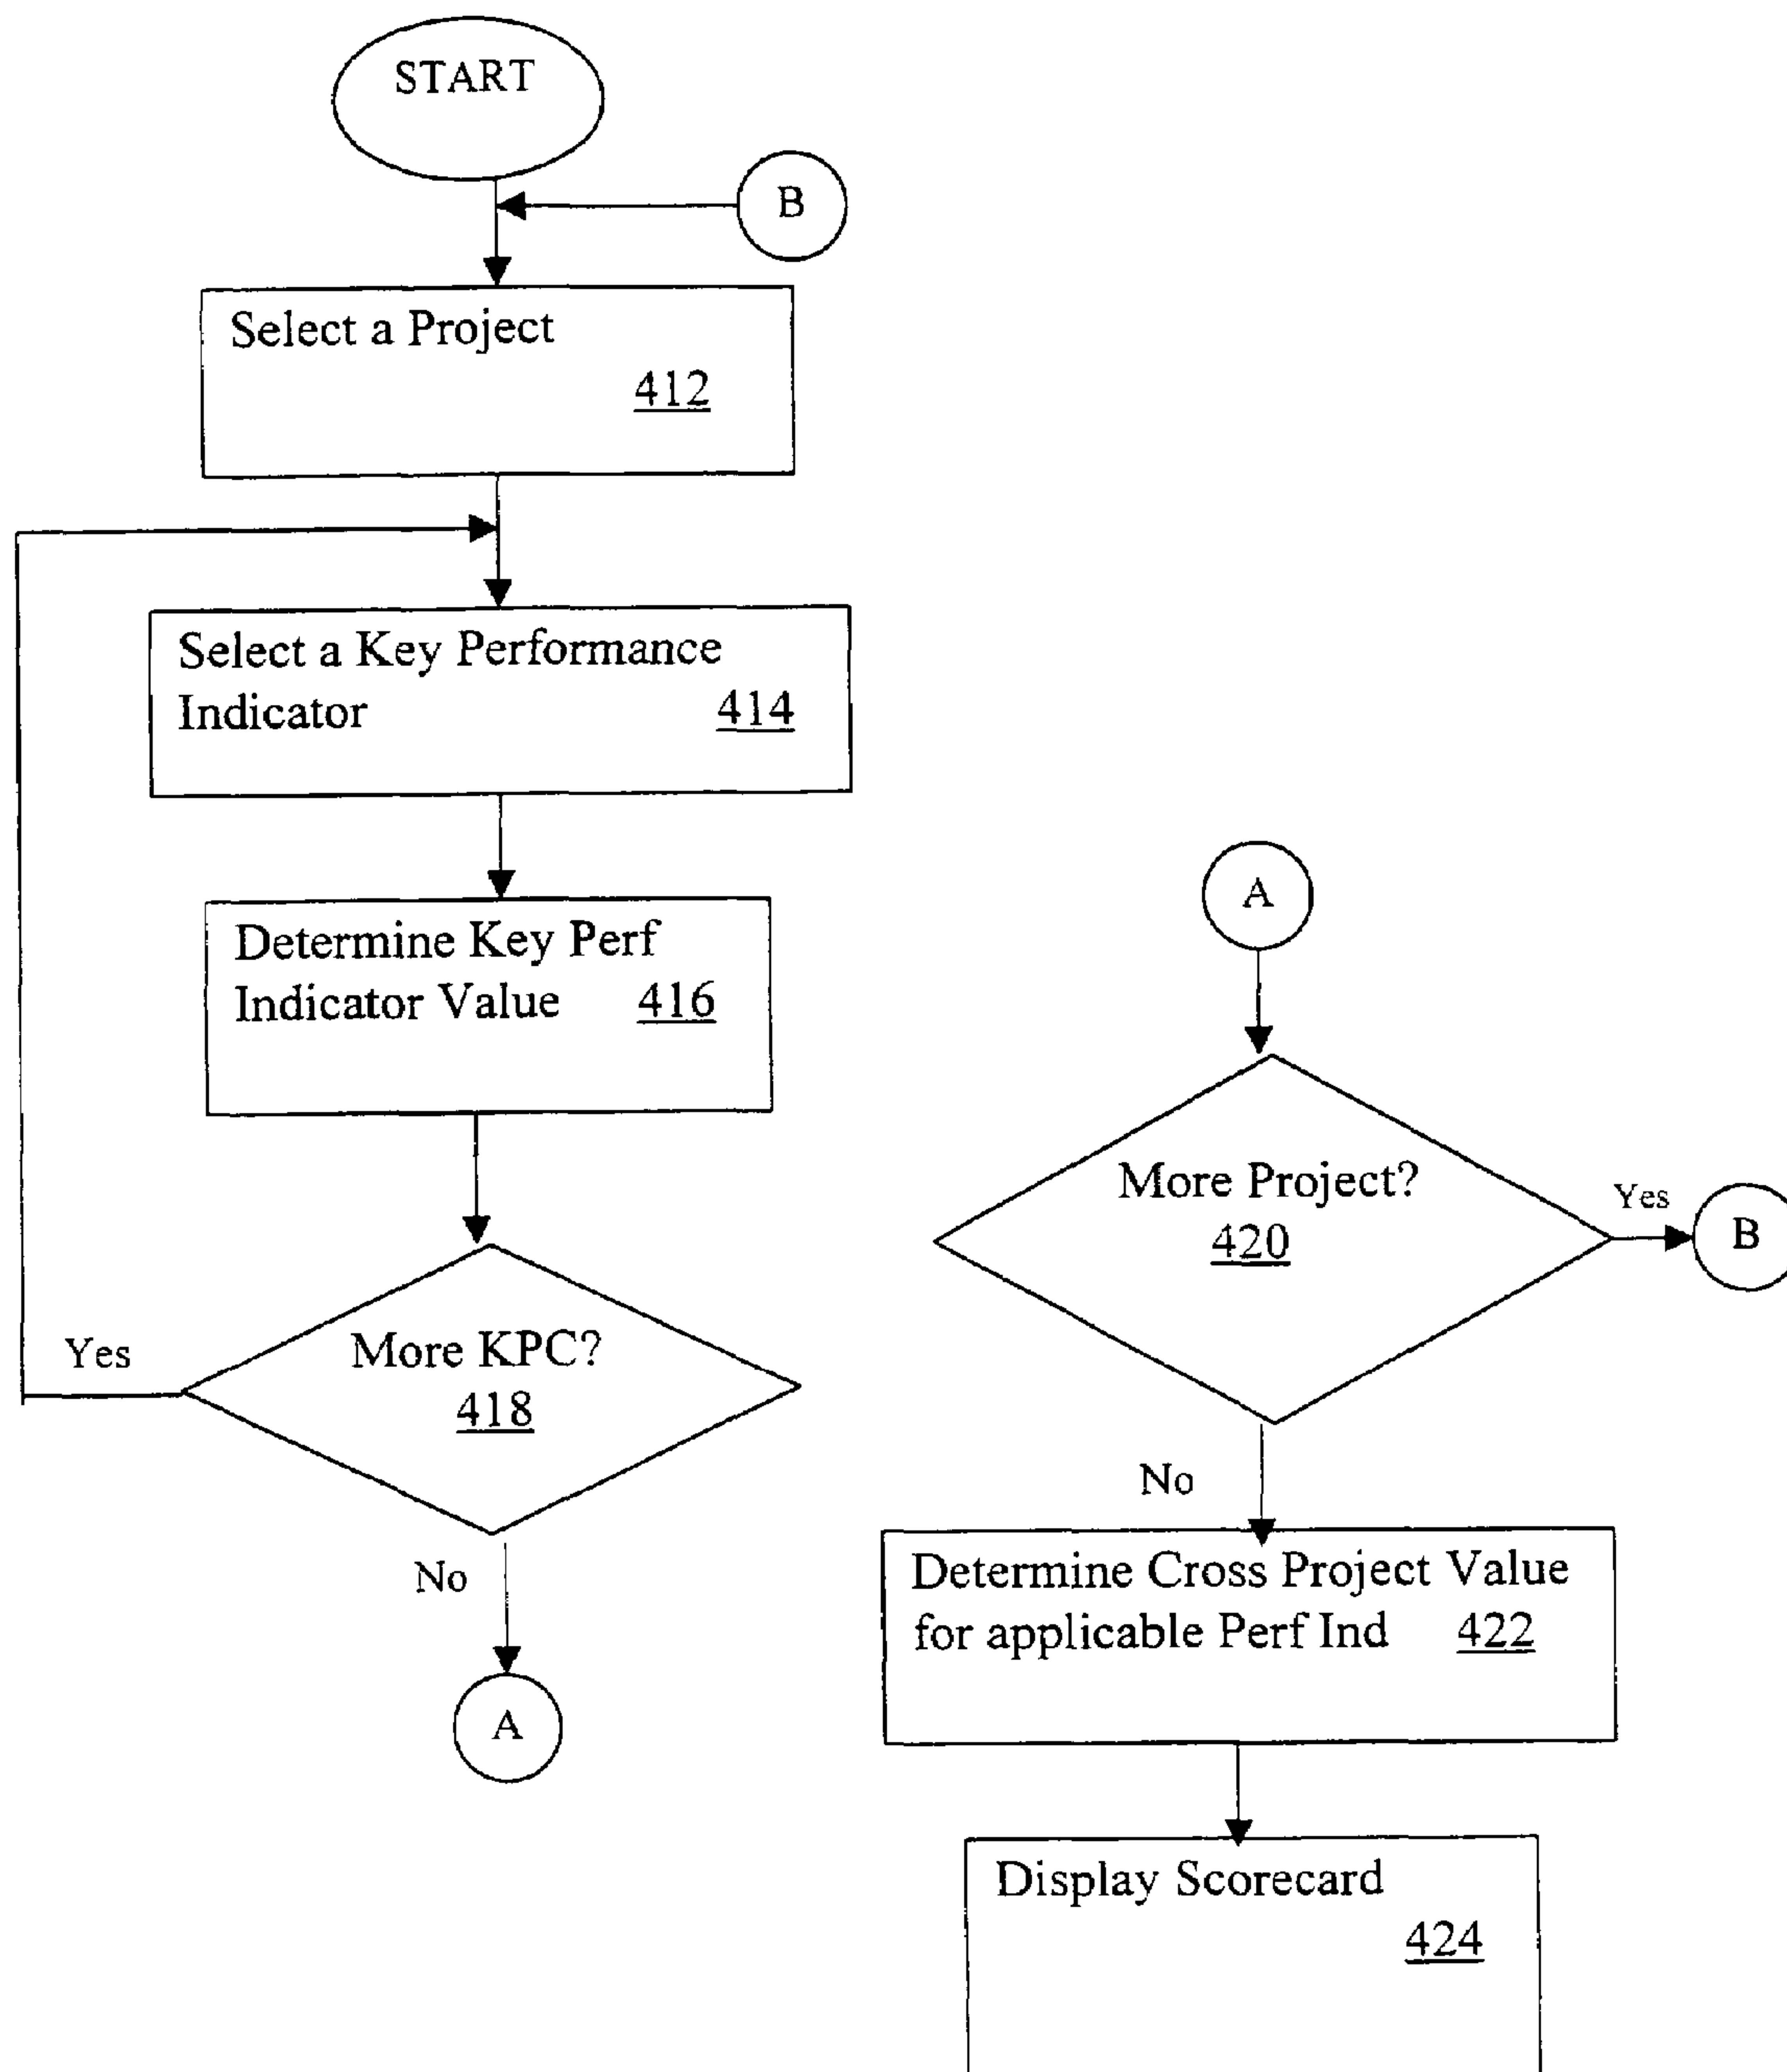 START
B
Select a Project
412
Select a Key Performance
Indicator 414
Determine Key Perf
Indicator Value 416
More KPC?
418
Yes
No
A
A
More Project?
420
Yes
B
No
Determine Cross Project Value
for applicable Perf Ind 422
Display Scorecard
424